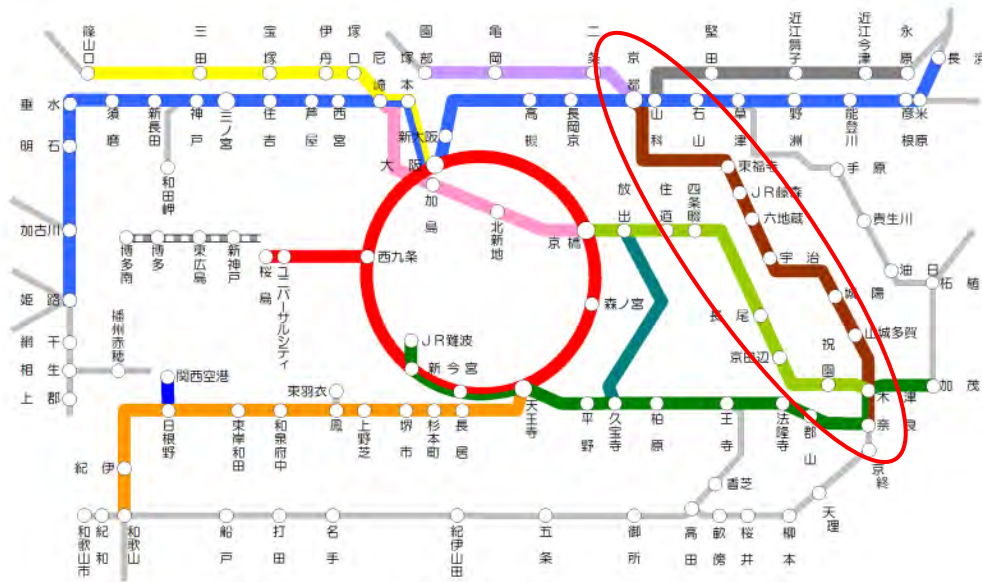 篠山口
三田
宝塚
伊丹
塚口
尼崎
塚本
園部
亀岡
二条
京都
堅田
近江舞子
近江今津
永原
長浜
垂水
須磨
新長田
神戸
三ノ宮
住吉
芦屋
西宮
新大阪
高槻
長岡京
山科
石山
草津
野洲
能登川
彦根
米原
明石
和田岬
大阪
加島
北新地
京橋
放出
住道
四条畷
東福寺
JR藤森
六地蔵
宇治
手原
貴生川
油日
柘植
加古川
博多南
博多
東広島
新神戸
桜島
ユニバーサルシティ
西九条
森ノ宮
城陽
山城多賀
姫路
網干
播州赤穂
相生
上郡
関西空港
東羽衣
JR難波
新今宮
長尾
京田辺
祝園
木津
加茂
日根野
東岸和田
和泉府中
鳳
上野芝
堺市
杉本町
長居
天王寺
平野
久宝寺
柏原
王寺
法隆寺
郡山
奈良
京終
紀伊
香芝
天理
和歌山市
紀和
和歌山
船戸
打田
名手
紀伊山田
五条
御所
高田
畝傍
桜井
柳本